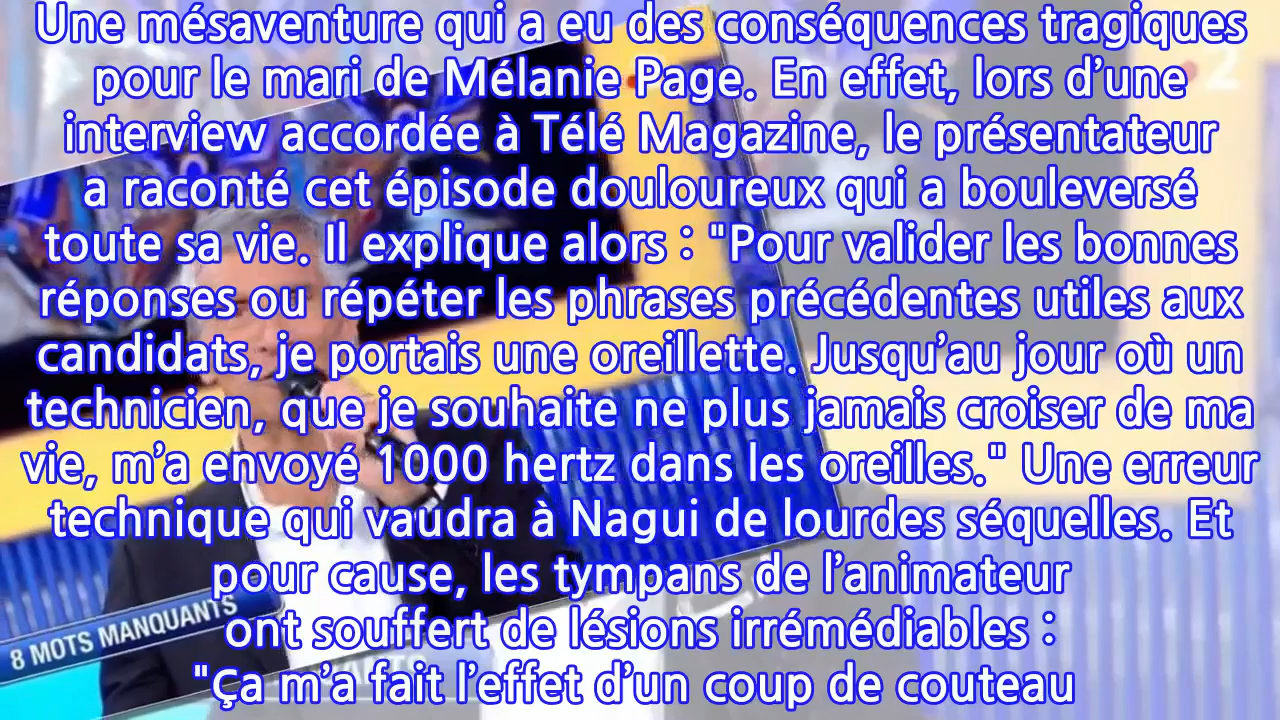 Une mésaventure qui a eu des conséquences tragiques
pour le mari de Mélanie Page. En effet, lors d’une
interview accordée à Télé Magazine, le présentateur
a raconté cet épisode douloureux qui a bouleversé
toute sa vie. Il explique alors : "Pour valider les bonnes
réponses ou répéter les phrases précédentes utiles aux
candidats, je portais une oreillette. Jusqu’au jour où un
technicien, que je souhaite ne plus jamais croiser de ma
vie, m’a envoyé 1000 hertz dans les oreilles." Une erreur
technique qui vaudra à Nagui de lourdes séquelles. Et
pour cause, les tympans de l’animateur
ont souffert de lésions irrémédiables :
"Ça m’a fait l’effet d’un coup de couteau
8 MOTS MANQUANTS
2